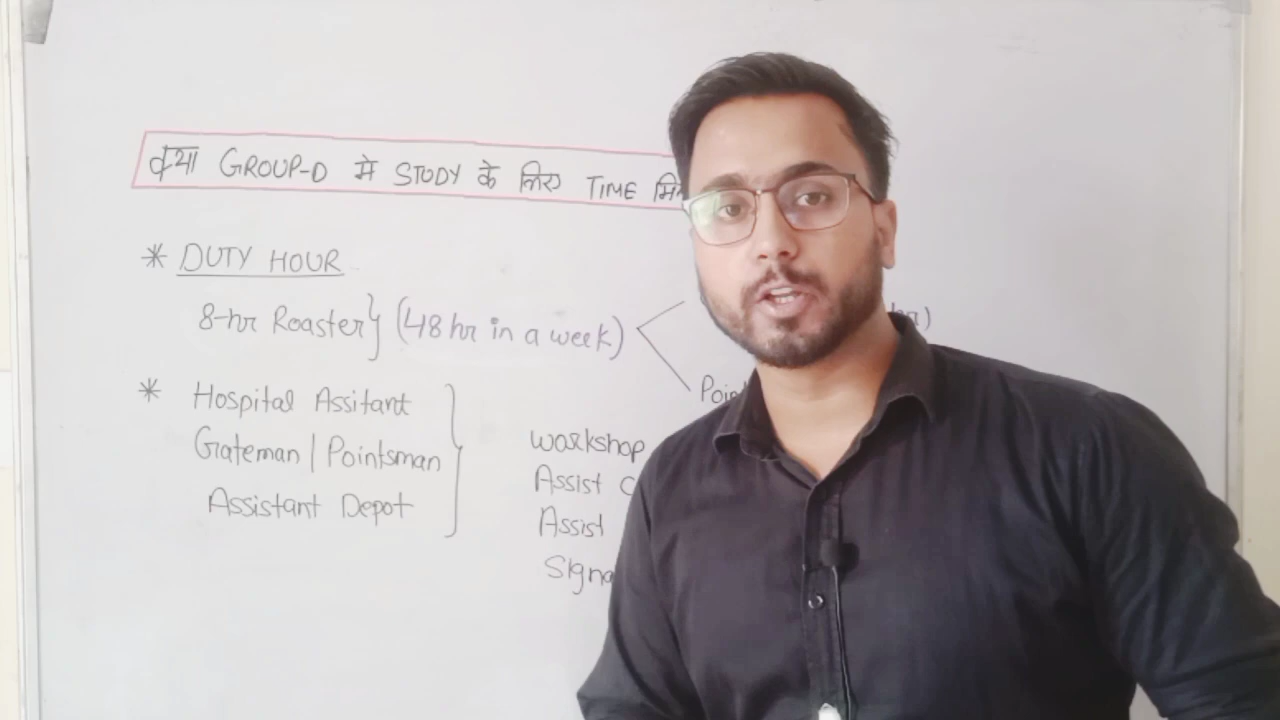 क्या GROUP-D में STUDY के लिए TIME
* DUTY HOUR
8-hr Roaster} (48 hr in a week)
* Hospital Assitant
Gateman | Pointsman
Assistant Depot
Workshop
Assist
Assist